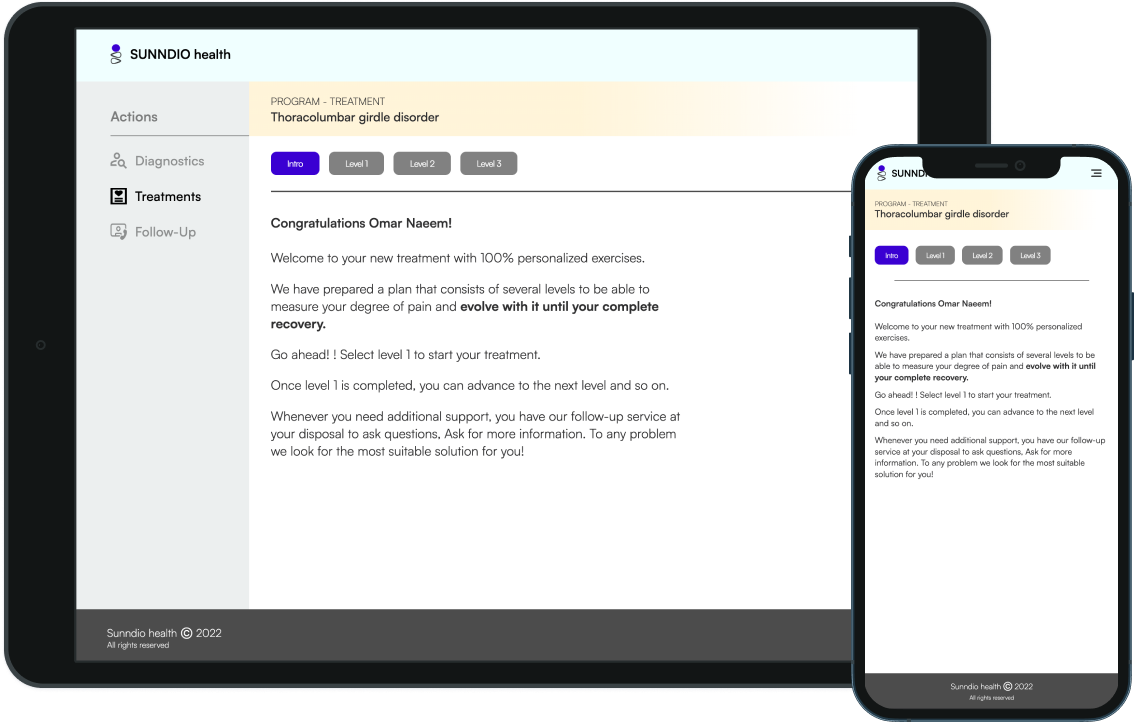 SUNNDIO health
Actions
Diagnostics
Treatments
Follow-Up
PROGRAM - TREATMENT
Thoracolumbar girdle disorder
Intro Level 1 Level 2 Level 3
Congratulations Omar Naeem!
Welcome to your new treatment with 100% personalized exercises.
We have prepared a plan that consists of several levels to be able to
measure your degree of pain and evolve with it until your complete
recovery.
Go ahead! ! Select level 1 to start your treatment.
Once level 1 is completed, you can advance to the next level and so on.
Whenever you need additional support, you have our follow-up service at
your disposal to ask questions, Ask for more information. To any problem
we look for the most suitable solution for you!
Sunndio health © 2022
All rights reserved
SUNND
PROGRAM - TREATMENT
Thoracolumbar girdle disorder
Intro Level 1 Level 2 Level 3
Congratulations Omar Naeem!
Welcome to your new treatment with 100% personalized
exercises.
We have prepared a plan that consists of several levels to be
able to measure your degree of pain and evolve with it until
your complete recovery.
Go ahead! ! Select level 1 to start your treatment.
Once level 1 is completed, you can advance to the next level
and so on.
Whenever you need additional support, you have our follow-up
service at your disposal to ask questions, Ask for more
information. To any problem we look for the most suitable
solution for you!
Sunndio health © 2022
All rights reserved